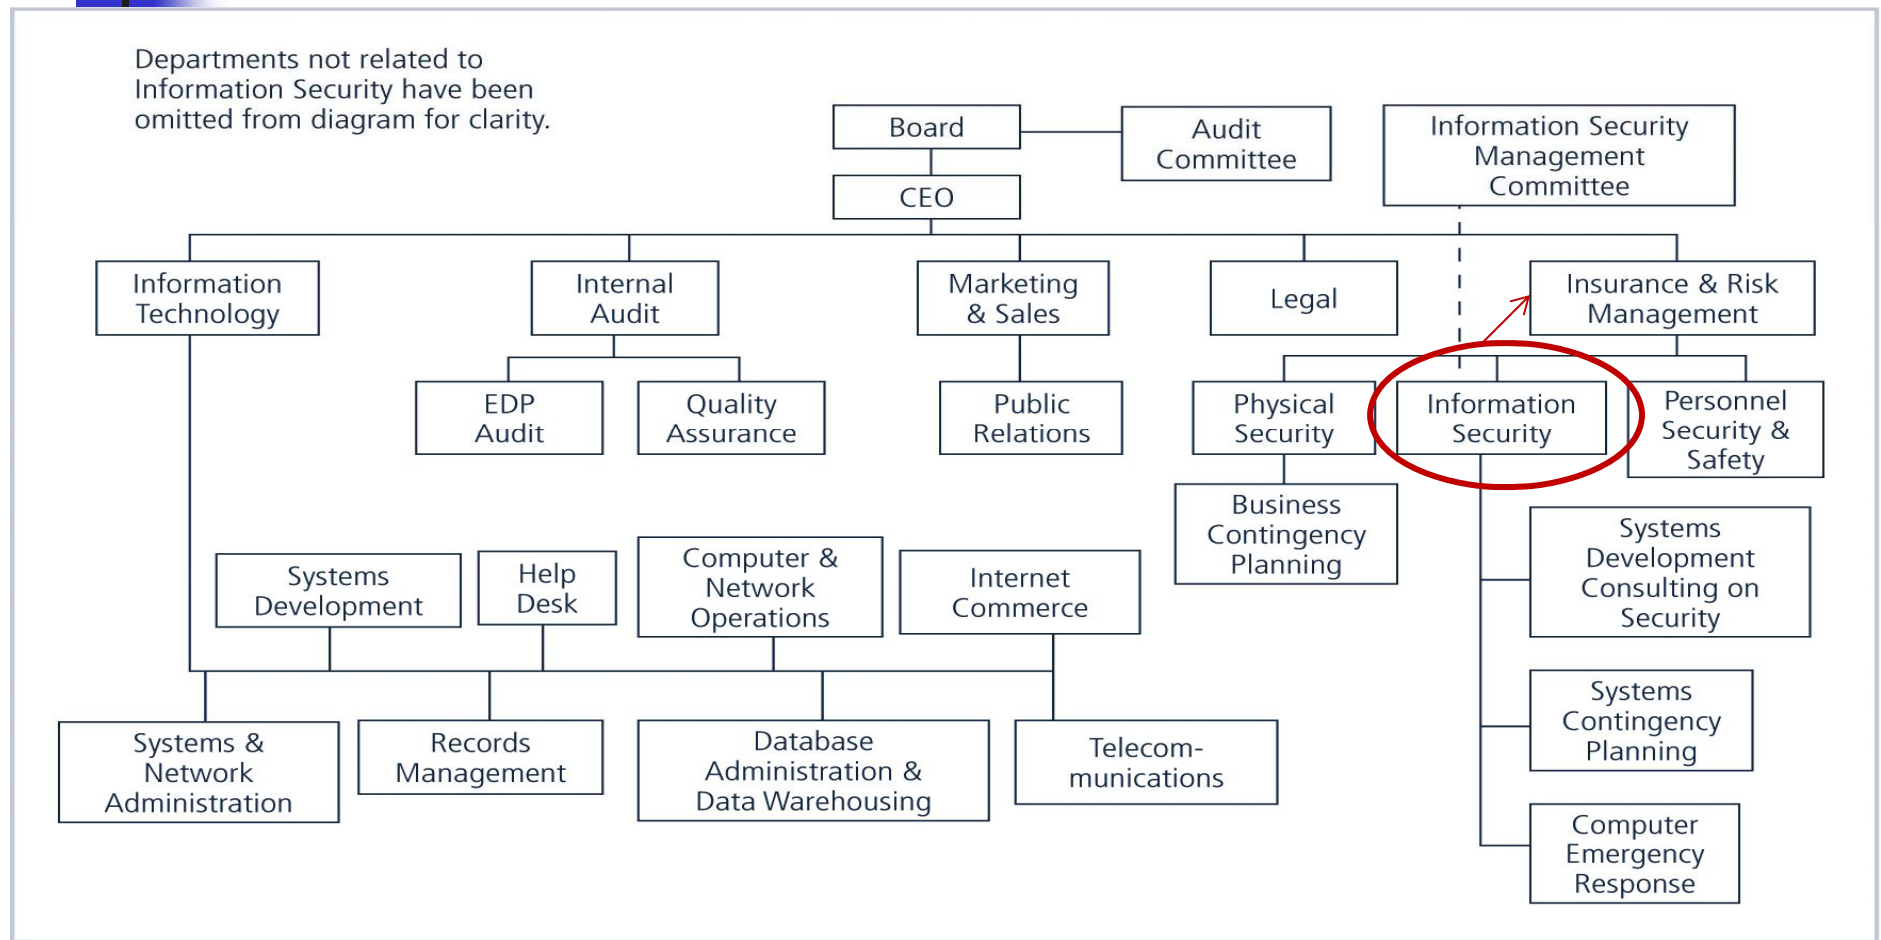 Departments not related to
Information Security have been
omitted from diagram for clarity.
Board
Audit
Committee
Information Security
Management
Committee
CEO
Information
Technology
Internal
Audit
Marketing
& Sales
Legal
Insurance & Risk
Management
EDP
Audit
Quality
Assurance
Public
Relations
Physical
Security
Information
Security
Personnel
Security &
Safety
Business
Contingency
Planning
Systems
Development
Consulting on
Security
Systems
Development
Help
Desk
Computer &
Network
Operations
Internet
Commerce
Systems
Contingency
Planning
Systems &
Network
Administration
Records
Management
Database
Administration &
Data Warehousing
Telecom-
munications
Computer
Emergency
Response